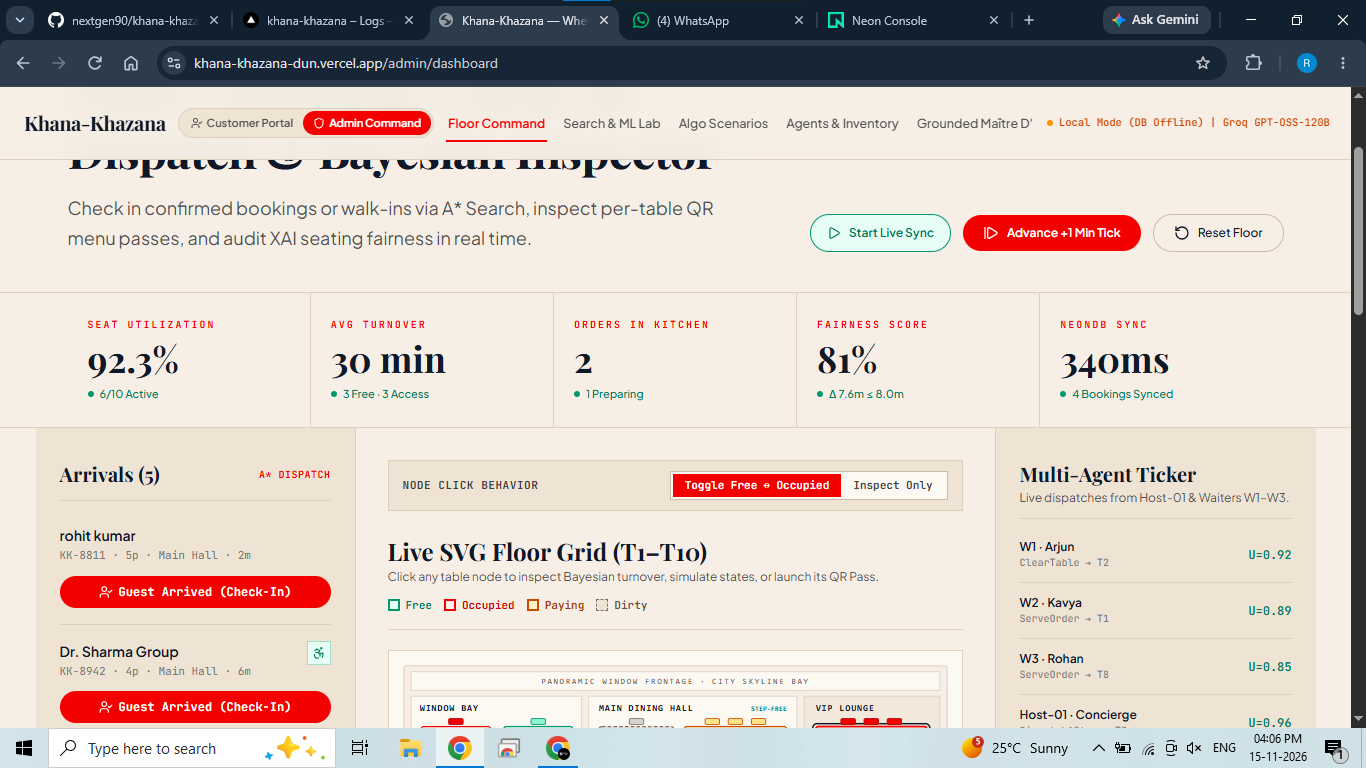 nextgen90/khana-khaza
khana-khazana – Logs –
Khana-Khazana — Whe
(4) WhatsApp
Neon Console
Ask Gemini
khana-khazana-dun.vercel.app/admin/dashboard
R
Khana-Khazana
Customer Portal
Admin Command
Floor Command
Search & ML Lab
Algo Scenarios
Agents & Inventory
Grounded Maître D'
Local Mode (DB Offline) | Groq GPT-OSS-120B
Dispatch & Bayesian Inspector
Check in confirmed bookings or walk-ins via A* Search, inspect per-table QR
menu passes, and audit XAI seating fairness in real time.
Start Live Sync
Advance +1 Min Tick
Reset Floor
SEAT UTILIZATION
92.3%
6/10 Active
AVG TURNOVER
30 min
3 Free · 3 Access
ORDERS IN KITCHEN
2
1 Preparing
FAIRNESS SCORE
81%
Δ 7.6m ≤ 8.0m
NEONDB SYNC
340ms
4 Bookings Synced
Arrivals (5)
A* DISPATCH
rohit kumar
KK-8811 · 5p · Main Hall · 2m
Guest Arrived (Check-In)
Dr. Sharma Group
KK-8942 · 4p · Main Hall · 6m
Guest Arrived (Check-In)
NODE CLICK BEHAVIOR
Toggle Free ↔ Occupied
Inspect Only
Live SVG Floor Grid (T1–T10)
Click any table node to inspect Bayesian turnover, simulate states, or launch its QR Pass.
Free
Occupied
Paying
Dirty
PANORAMIC WINDOW FRONTAGE · CITY SKYLINE BAY
WINDOW BAY
MAIN DINING HALL
STEP-FREE
VIP LOUNGE
Multi-Agent Ticker
Live dispatches from Host-01 & Waiters W1–W3.
W1 · Arjun
ClearTable → T2
U=0.92
W2 · Kavya
ServeOrder → T1
U=0.89
W3 · Rohan
ServeOrder → T8
U=0.85
Host-01 · Concierge
U=0.96
Type here to search
5
25°C Sunny
ENG
04:06 PM
15-11-2026
1